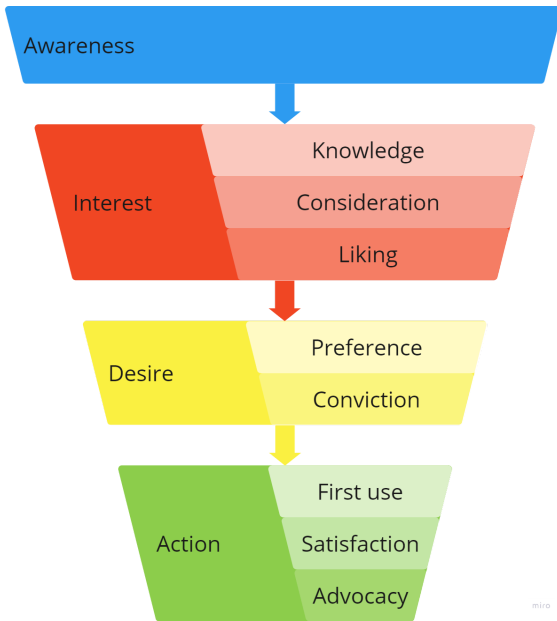 Awareness
Interest
Knowledge
Consideration
Liking
Desire
Preference
Conviction
Action
First use
Satisfaction
Advocacy
miro